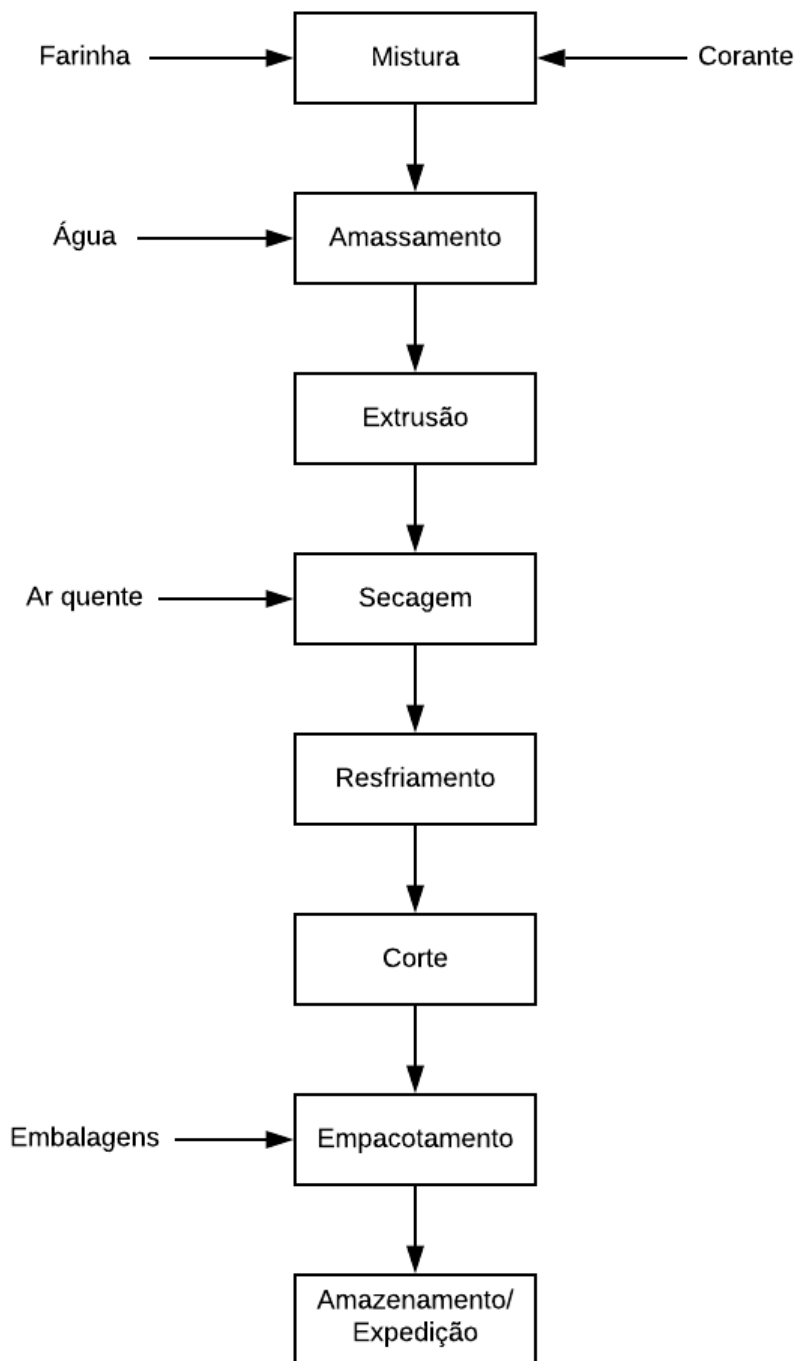 Farinha
Mistura
Corante
Água
Amassamento
Extrusão
Ar quente
Secagem
Resfriamento
Corte
Embalagens
Empacotamento
Amazenamento/
Expedição